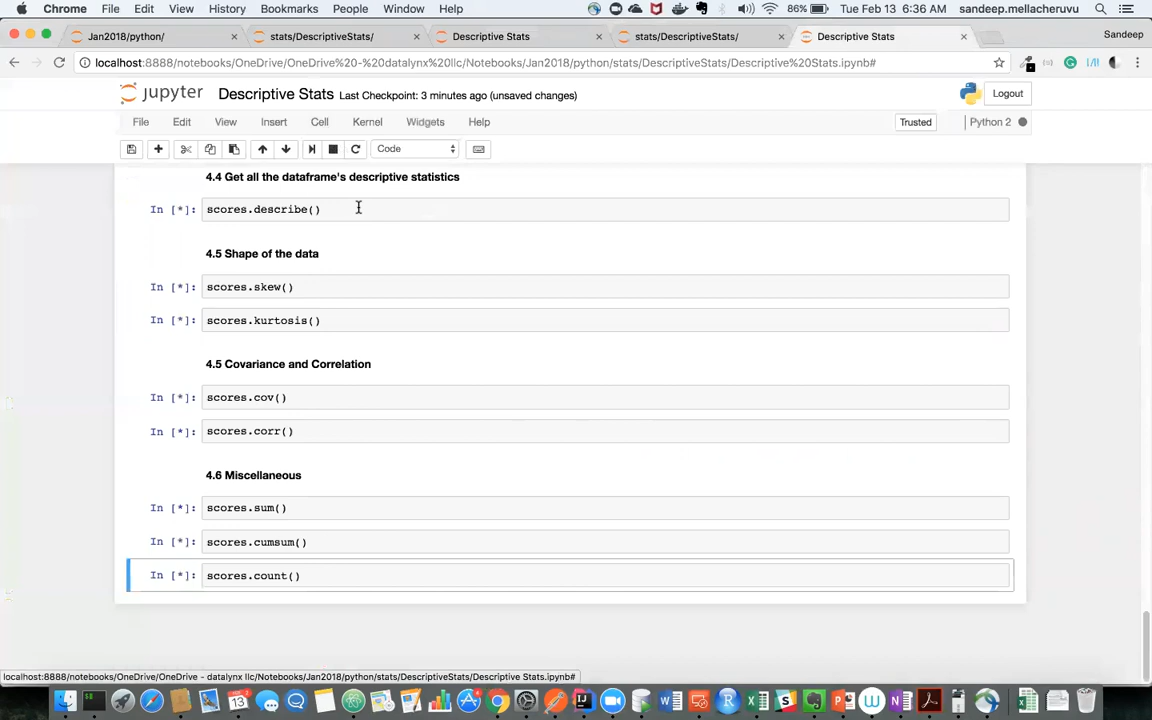 Chrome File Edit View History Bookmarks People Window Help 86% Tue Feb 13 6:36 AM sandeep.mellacheruvu
Jan2018/python/ stats/DescriptiveStats/ Descriptive Stats stats/DescriptiveStats/ Descriptive Stats Sandeep
localhost:8888/notebooks/OneDrive/OneDrive%20-%20datalynx%20llc/Notebooks/Jan2018/python/stats/DescriptiveStats/Descriptive%20Stats.ipynb#
jupyter Descriptive Stats Last Checkpoint: 3 minutes ago (unsaved changes) Logout
File Edit View Insert Cell Kernel Widgets Help Trusted Python 2
Code
4.4 Get all the dataframe's descriptive statistics
In [*]: scores.describe()
4.5 Shape of the data
In [*]: scores.skew()
In [*]: scores.kurtosis()
4.5 Covariance and Correlation
In [*]: scores.cov()
In [*]: scores.corr()
4.6 Miscellaneous
In [*]: scores.sum()
In [*]: scores.cumsum()
In [*]: scores.count()
localhost:8888/notebooks/OneDrive/OneDrive - datalynx llc/Notebooks/Jan2018/python/stats/DescriptiveStats/Descriptive Stats.ipynb#